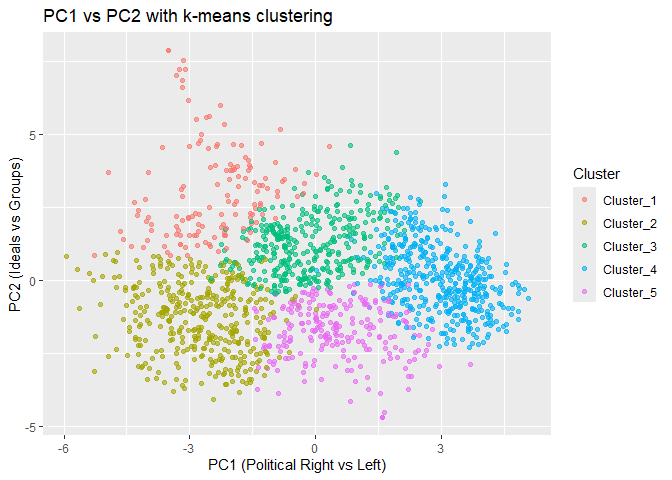 PC1 vs PC2 with k-means clustering
PC2 (Ideals vs Groups)
5
0
-5
-6
-3
0
3
PC1 (Political Right vs Left)
Cluster
Cluster_1
Cluster_2
Cluster_3
Cluster_4
Cluster_5